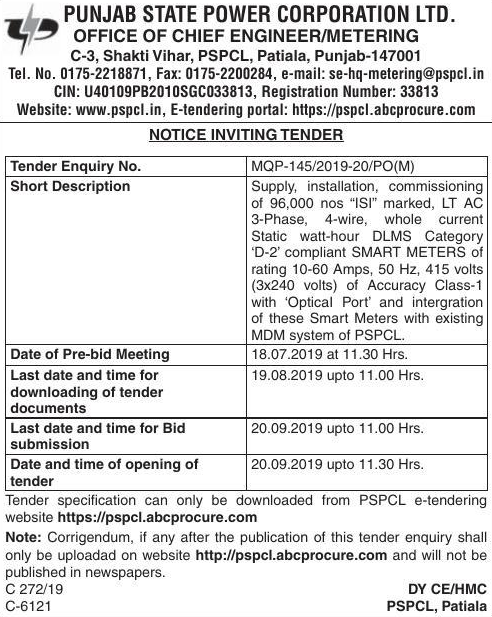 PUNJAB STATE POWER CORPORATION LTD.
OFFICE OF CHIEF ENGINEER/METERING
C-3, Shakti Vihar, PSPCL, Patiala, Punjab-147001
Tel. No. 0175-2218871, Fax: 0175-2200284, e-mail: se-hq-metering@pspcl.in
CIN: U40109PB2010SGC033813, Registration Number: 33813
Website: www.pspcl.in, E-tendering portal: https://pspcl.abcprocure.com
NOTICE INVITING TENDER
Tender Enquiry No.
MQP-145/2019-20/PO(M)
Short Description
Supply, installation, commissioning
of 96,000 nos “ISI” marked, LT AC
3-Phase, 4-wire, whole current
Static watt-hour DLMS Category
‘D-2’ compliant SMART METERS of
rating 10-60 Amps, 50 Hz, 415 volts
(3x240 volts) of Accuracy Class-1
with ‘Optical Port’ and intergration
of these Smart Meters with existing
MDM system of PSPCL.
Date of Pre-bid Meeting
18.07.2019 at 11.30 Hrs.
Last date and time for
downloading of tender
documents
19.08.2019 upto 11.00 Hrs.
Last date and time for Bid
submission
20.09.2019 upto 11.00 Hrs.
Date and time of opening of
tender
20.09.2019 upto 11.30 Hrs.
Tender specification can only be downloaded from PSPCL e-tendering
website https://pspcl.abcprocure.com
Note: Corrigendum, if any after the publication of this tender enquiry shall
only be uploadad on website http://pspcl.abcprocure.com and will not be
published in newspapers.
C 272/19
DY CE/HMC
C-6121
PSPCL, Patiala